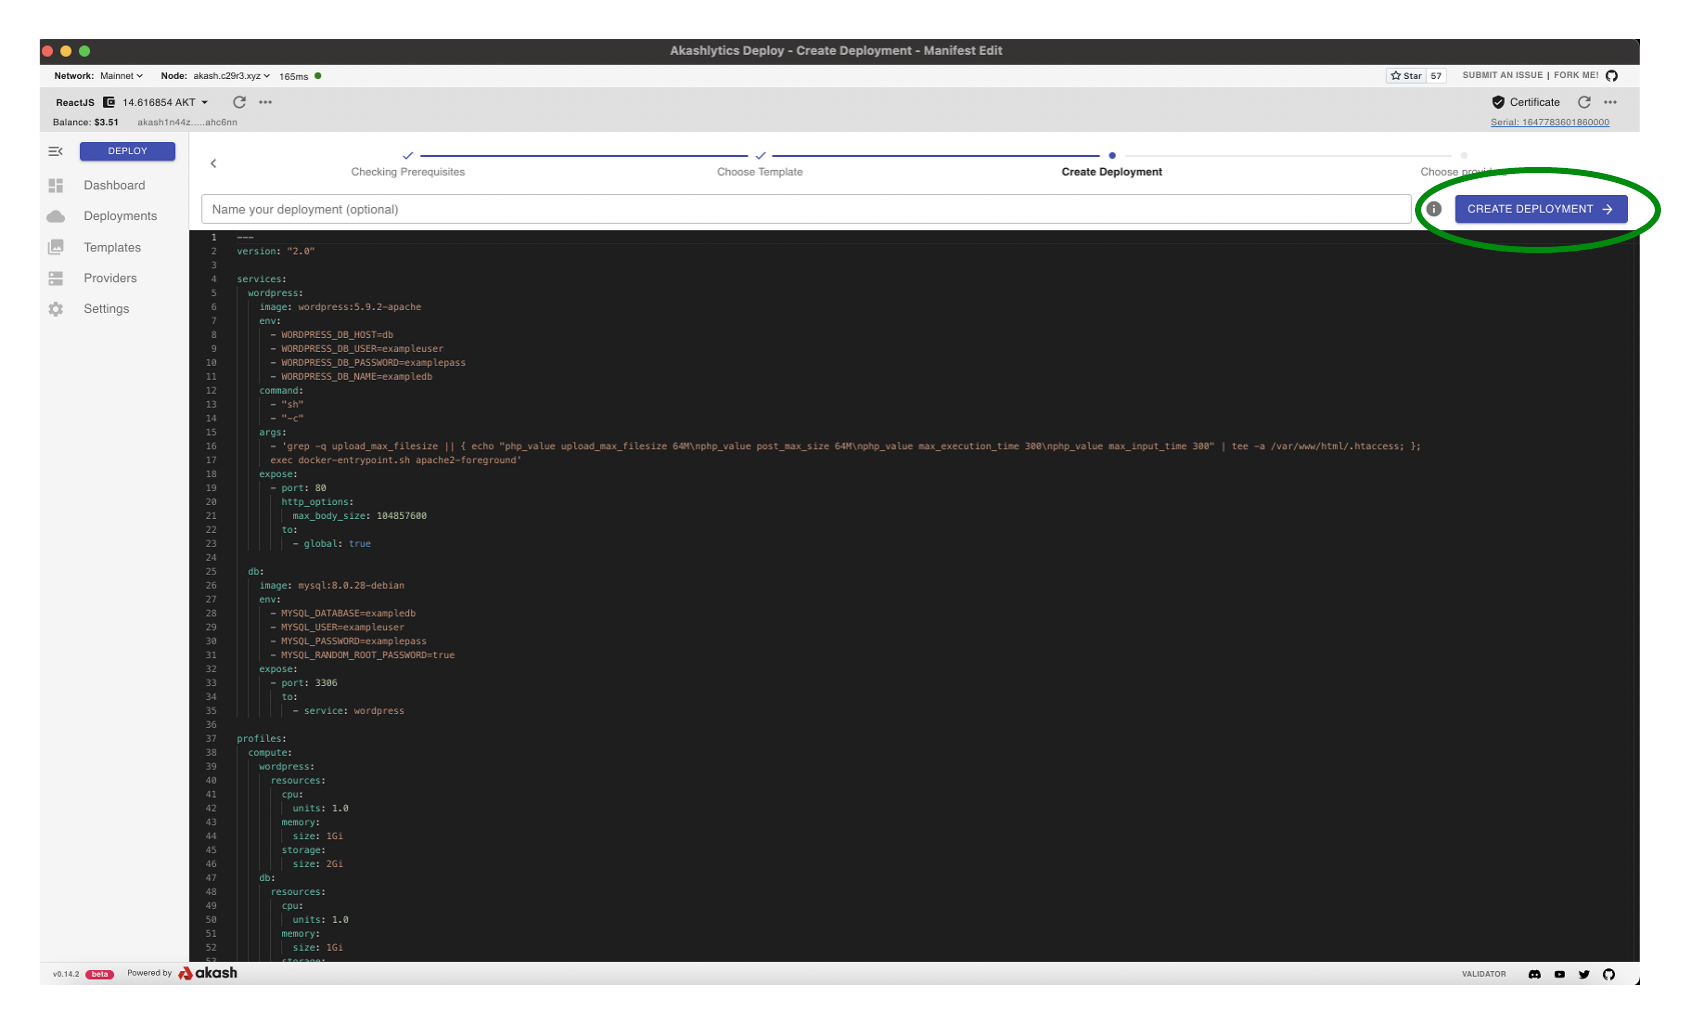 Akashlytics Deploy - Create Deployment - Manifest Edit
Network: Mainnet Node: akash.c29r3.xyz 165ms
Star 57 SUBMIT AN ISSUE | FORK ME!
ReactJS 14.616854 AKT
Certificate
Balance: $3.51 akash1n44z.....ahc6nn
Serial: 1647783601860000
DEPLOY
Dashboard
Deployments
Templates
Providers
Settings
Checking Prerequisites
Choose Template
Create Deployment
Choose
Name your deployment (optional)
CREATE DEPLOYMENT
1 ---
2 version: "2.0"
3
4 services:
5 wordpress:
6 image: wordpress:5.9.2-apache
7 env:
8 - WORDPRESS_DB_HOST=db
9 - WORDPRESS_DB_USER=exampleuser
10 - WORDPRESS_DB_PASSWORD=examplepass
11 - WORDPRESS_DB_NAME=exampledb
12 command:
13 - "sh"
14 - "-c"
15 args:
16 - 'grep -q upload_max_filesize || { echo "php_value upload_max_filesize 64M\nphp_value post_max_size 64M\nphp_value max_execution_time 300\nphp_value max_input_time 300" | tee -a /var/www/html/.htaccess; };
17 exec docker-entrypoint.sh apache2-foreground'
18 expose:
19 - port: 80
20 http_options:
21 max_body_size: 104857600
22 to:
23 - global: true
24
25 db:
26 image: mysql:8.0.28-debian
27 env:
28 - MYSQL_DATABASE=exampledb
29 - MYSQL_USER=exampleuser
30 - MYSQL_PASSWORD=examplepass
31 - MYSQL_RANDOM_ROOT_PASSWORD=true
32 expose:
33 - port: 3306
34 to:
35 - service: wordpress
36
37 profiles:
38 compute:
39 wordpress:
40 resources:
41 cpu:
42 units: 1.0
43 memory:
44 size: 1Gi
45 storage:
46 size: 2Gi
47 db:
48 resources:
49 cpu:
50 units: 1.0
51 memory:
52 size: 1Gi
53 storage:
v0.14.2 beta Powered by akash
VALIDATOR